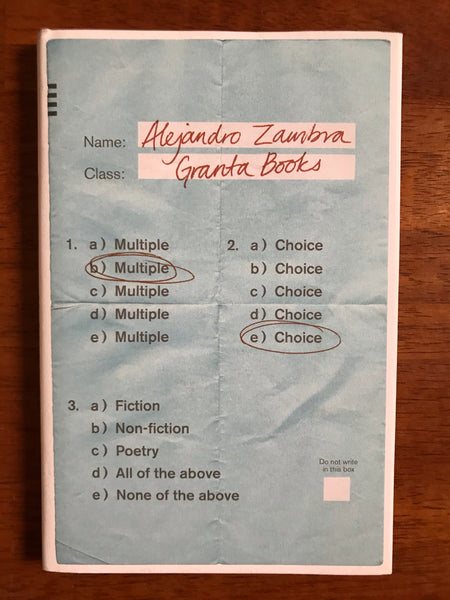 Name: Alejandro Zambra
Class: Granta Books
1. a) Multiple
b) Multiple
c) Multiple
d) Multiple
e) Multiple
2. a) Choice
b) Choice
c) Choice
d) Choice
e) Choice
3. a) Fiction
b) Non-fiction
c) Poetry
d) All of the above
e) None of the above
Do not write
in this box